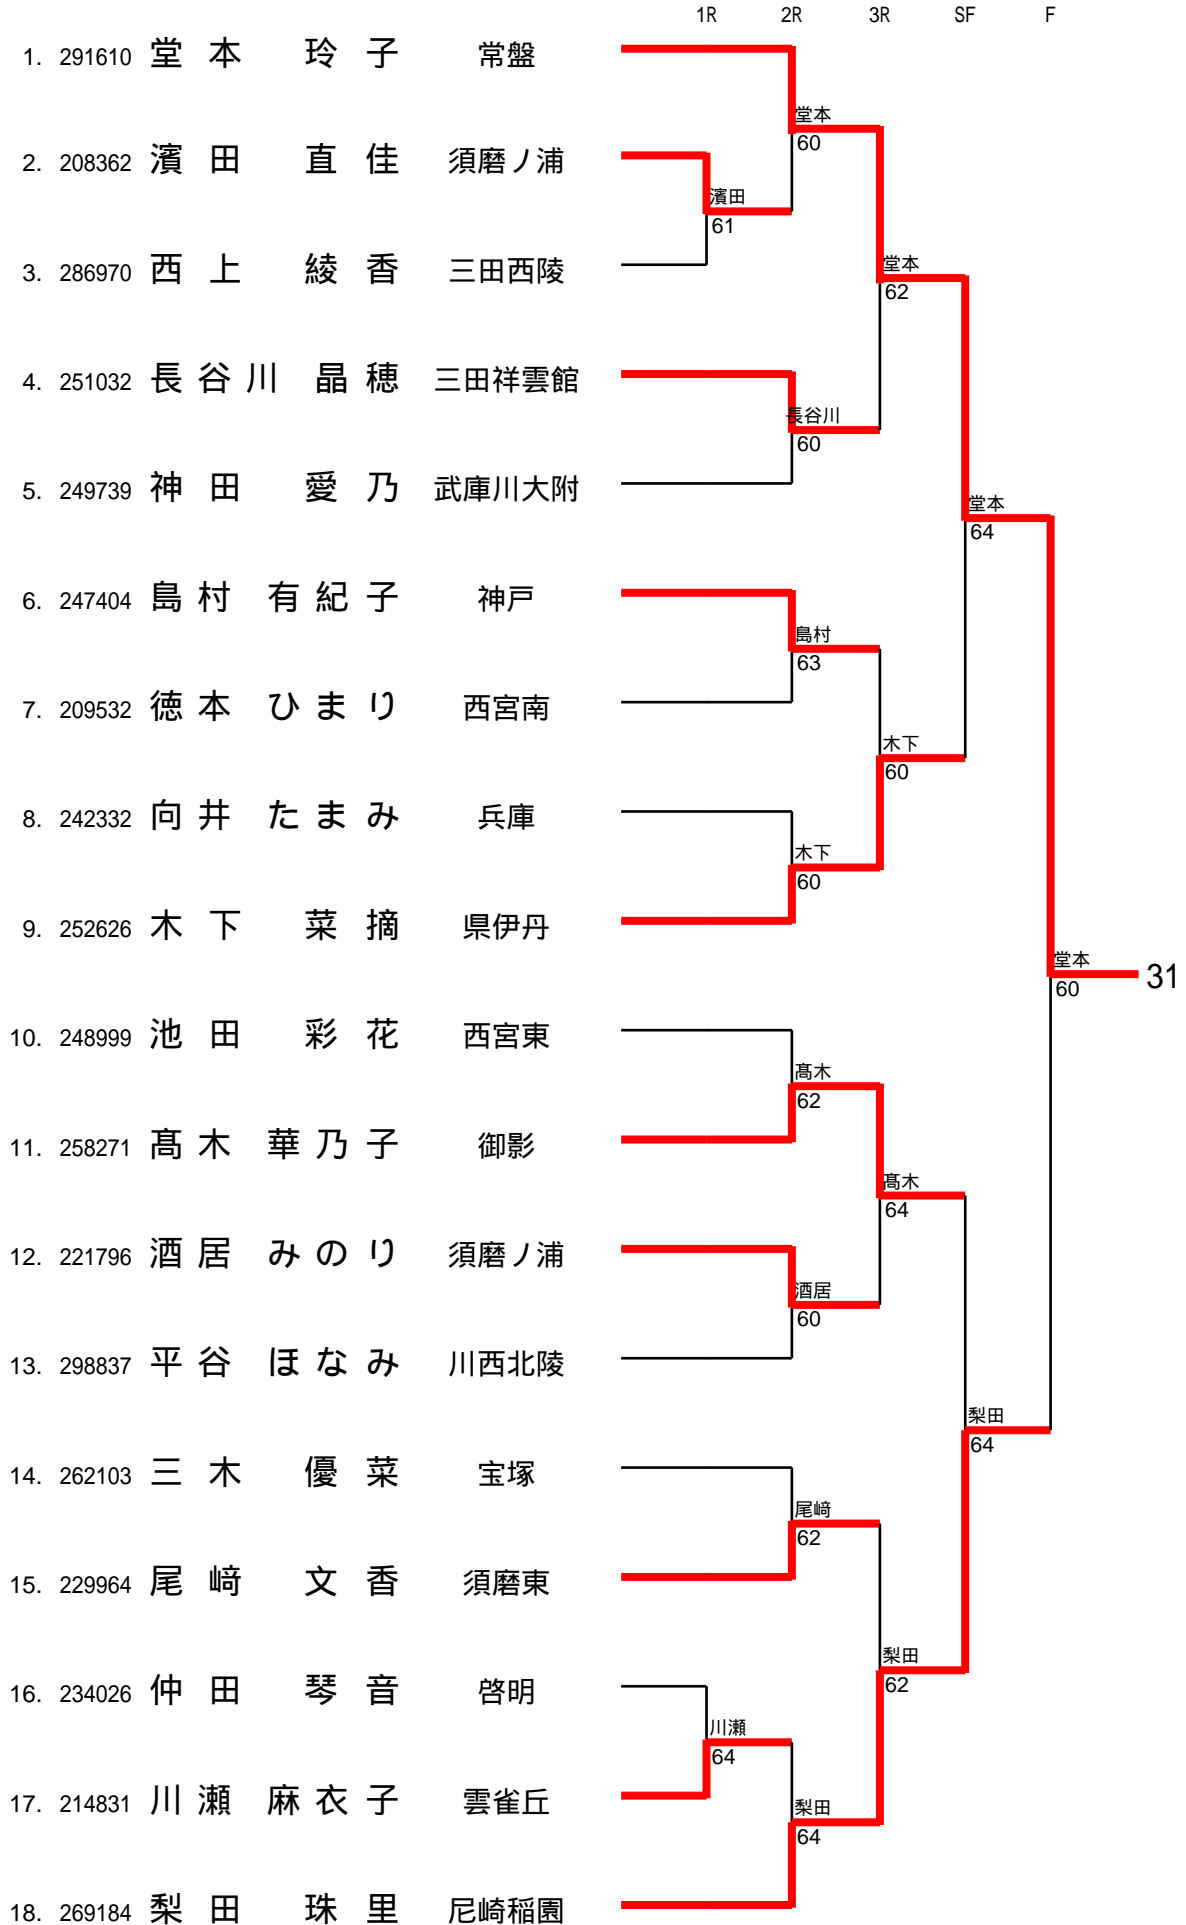 1R 2R 3R SF F
1. 291610 堂本 玲子 常盤
堂本
60
2. 208362 濱田 直佳 須磨ノ浦
濱田
61
3. 286970 西上 綾香 三田西陵
堂本
62
4. 251032 長谷川 晶穂 三田祥雲館
長谷川
60
5. 249739 神田 愛乃 武庫川大附
堂本
64
6. 247404 島村 有紀子 神戸
島村
63
7. 209532 徳本 ひまり 西宮南
木下
60
8. 242332 向井 たまみ 兵庫
木下
60
9. 252626 木下 菜摘 県伊丹
堂本
60
31
10. 248999 池田 彩花 西宮東
髙木
62
11. 258271 髙木 華乃子 御影
髙木
64
12. 221796 酒居 みのり 須磨ノ浦
酒居
60
13. 298837 平谷 ほなみ 川西北陵
梨田
64
14. 262103 三木 優菜 宝塚
尾﨑
62
15. 229964 尾﨑 文香 須磨東
梨田
62
16. 234026 仲田 琴音 啓明
川瀬
64
17. 214831 川瀬 麻衣子 雲雀丘
梨田
64
18. 269184 梨田 珠里 尼崎稲園